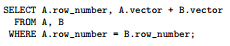 SELECT A.row_number, A.vector + B.vector
FROM A, B
WHERE A.row_number = B.row_number;